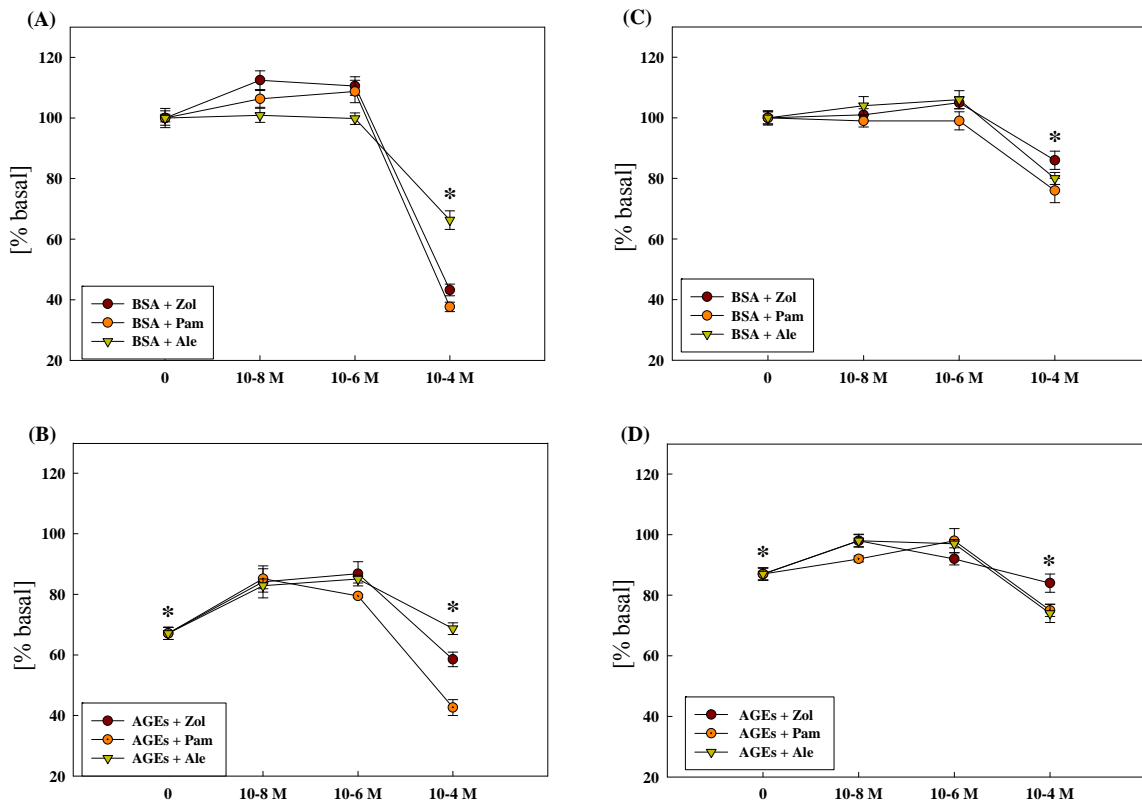 (A)
[% basal]
120
100
80
60
40
20
*
BSA + Zol
BSA + Pam
BSA + Ale
0 10-8 M 10-6 M 10-4 M
(C)
[% basal]
120
100
80
60
40
20
*
BSA + Zol
BSA + Pam
BSA + Ale
0 10-8 M 10-6 M 10-4 M
(B)
[% basal]
120
100
80
60
40
20
* *
AGEs + Zol
AGEs + Pam
AGEs + Ale
0 10-8 M 10-6 M 10-4 M
(D)
[% basal]
120
100
80
60
40
20
* *
AGEs + Zol
AGEs + Pam
AGEs + Ale
0 10-8 M 10-6 M 10-4 M